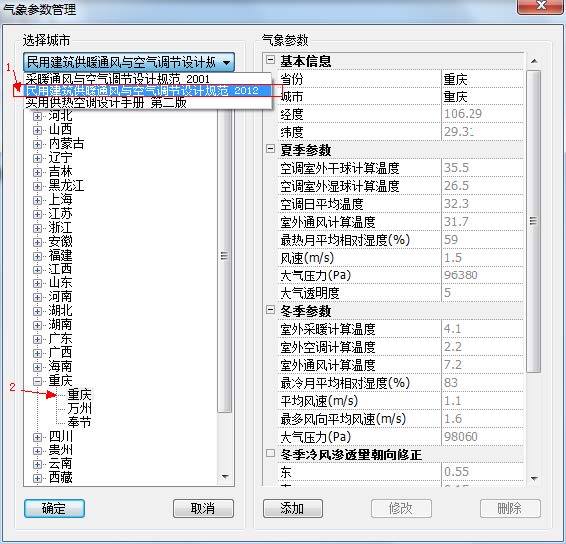 气象参数管理
选择城市
民用建筑供暖通风与空气调节设计规
1
采暖通风与空气调节设计规范 2001
民用建筑供暖通风与空气调节设计规范 2012
实用供热空调设计手册 第二版
河北
山西
内蒙古
辽宁
吉林
黑龙江
上海
江苏
浙江
安徽
福建
江西
山东
河南
湖北
湖南
广东
广西
海南
重庆
2
重庆
万州
奉节
四川
贵州
云南
西藏
确定
取消
气象参数
基本信息
省份 重庆
城市 重庆
经度 106.29
纬度 29.31
夏季参数
空调室外干球计算温度 35.5
空调室外湿球计算温度 26.5
空调日平均温度 32.3
室外通风计算温度 31.7
最热月平均相对湿度(%) 59
风速(m/s) 1.5
大气压力(Pa) 96380
大气透明度 5
冬季参数
室外采暖计算温度 4.1
室外空调计算温度 2.2
室外通风计算温度 7.2
最冷月平均相对湿度(%) 83
平均风速(m/s) 1.1
最多风向平均风速(m/s) 1.6
大气压力(Pa) 98060
冬季冷风渗透量朝向修正
东 0.55
添加
修改
删除